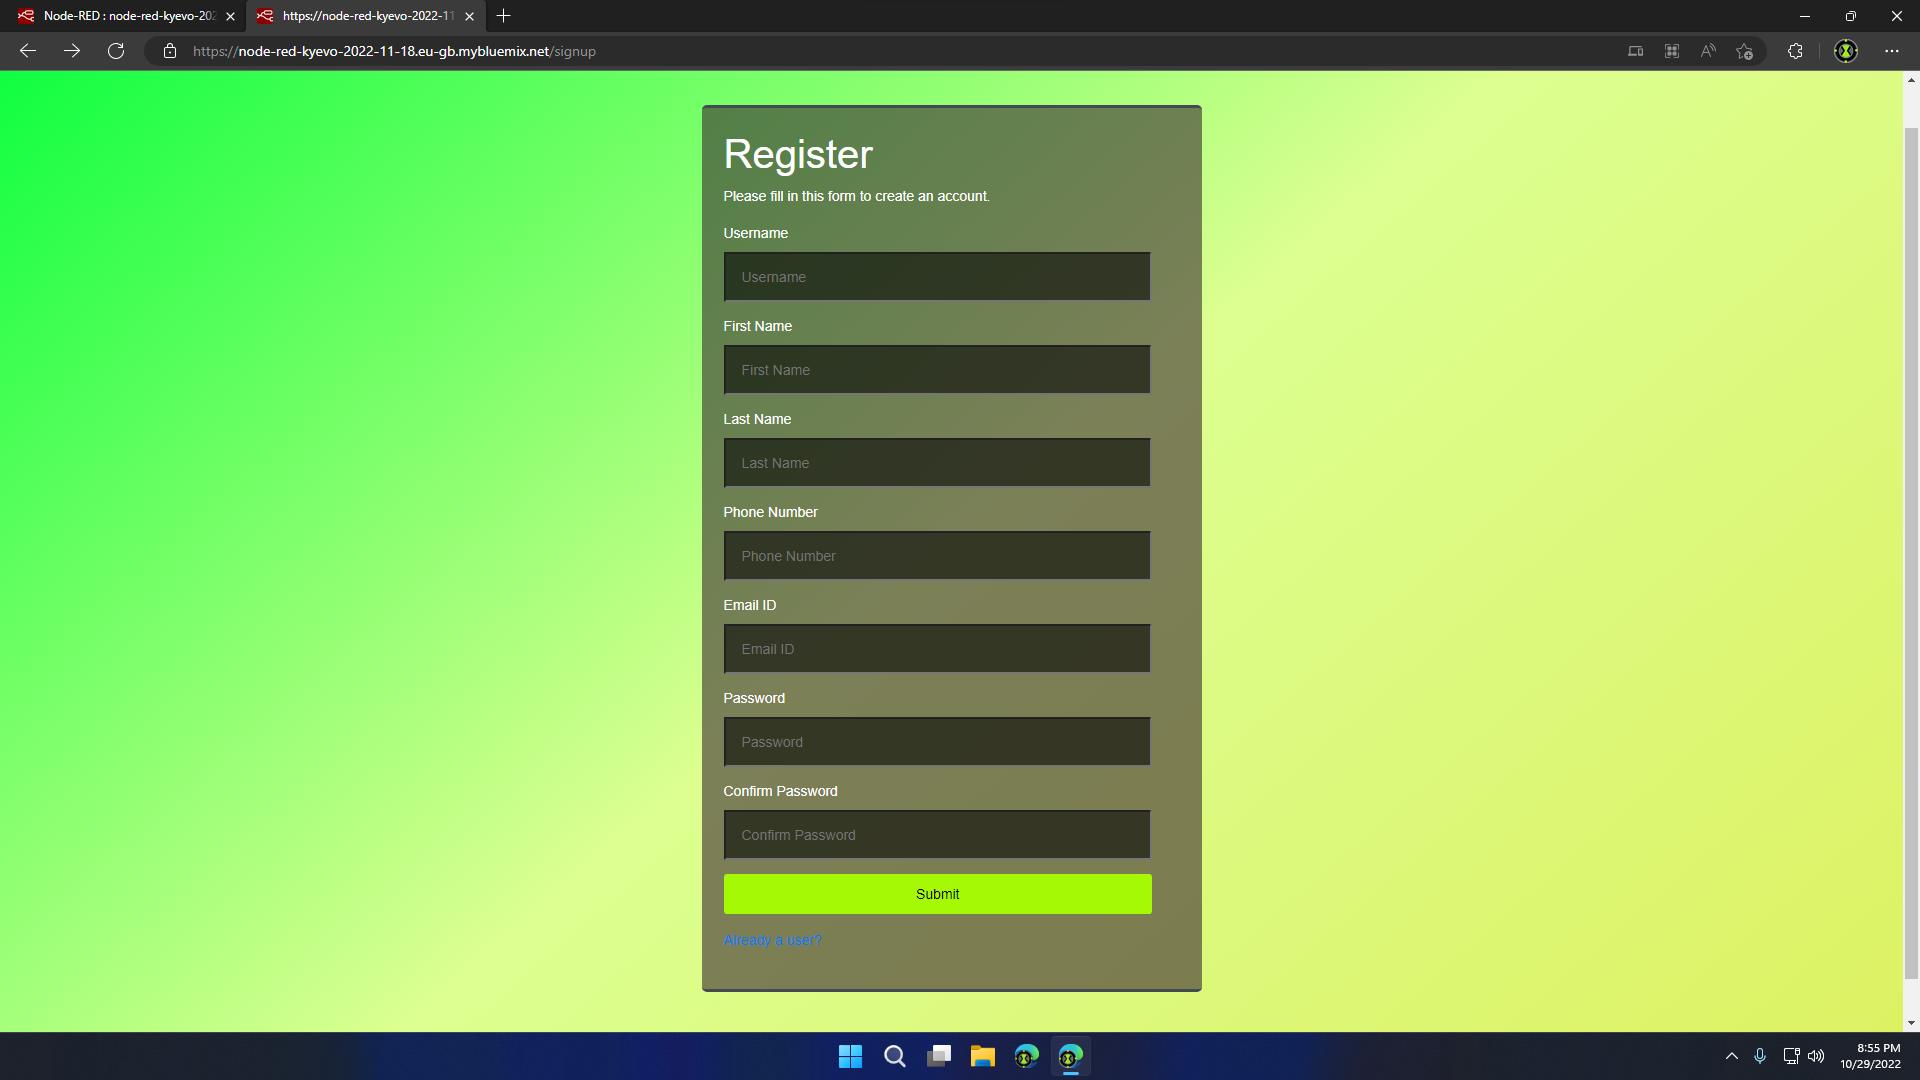 Node-RED : node-red-kyevo-202
https://node-red-kyevo-2022-11
https://node-red-kyevo-2022-11-18.eu-gb.mybluemix.net/signup
Register
Please fill in this form to create an account.
Username
Username
First Name
First Name
Last Name
Last Name
Phone Number
Phone Number
Email ID
Email ID
Password
Password
Confirm Password
Confirm Password
Submit
Already a user?
8:55 PM
10/29/2022